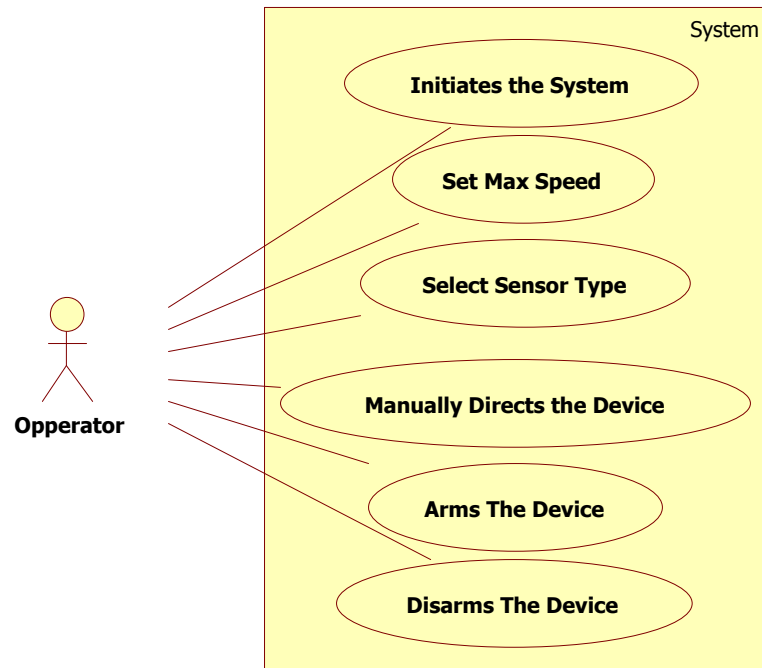 System
Initiates the System
Set Max Speed
Select Sensor Type
Manually Directs the Device
Opperator
Arms The Device
Disarms The Device